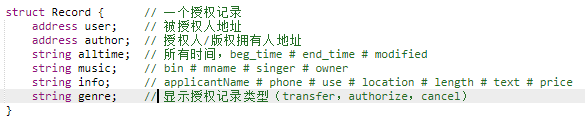 struct Record {      // 一个授权记录
    address user;    // 被授权人地址
    address author;  // 授权人/版权拥有人地址
    string alltime;  // 所有时间，beg_time # end_time # modified
    string music;    // bin # mname # singer # owner
    string info;     // applicantName # phone # use # location # length # text # price
    string genre;    // 显示授权记录类型（transfer，authorize，cancel）
}